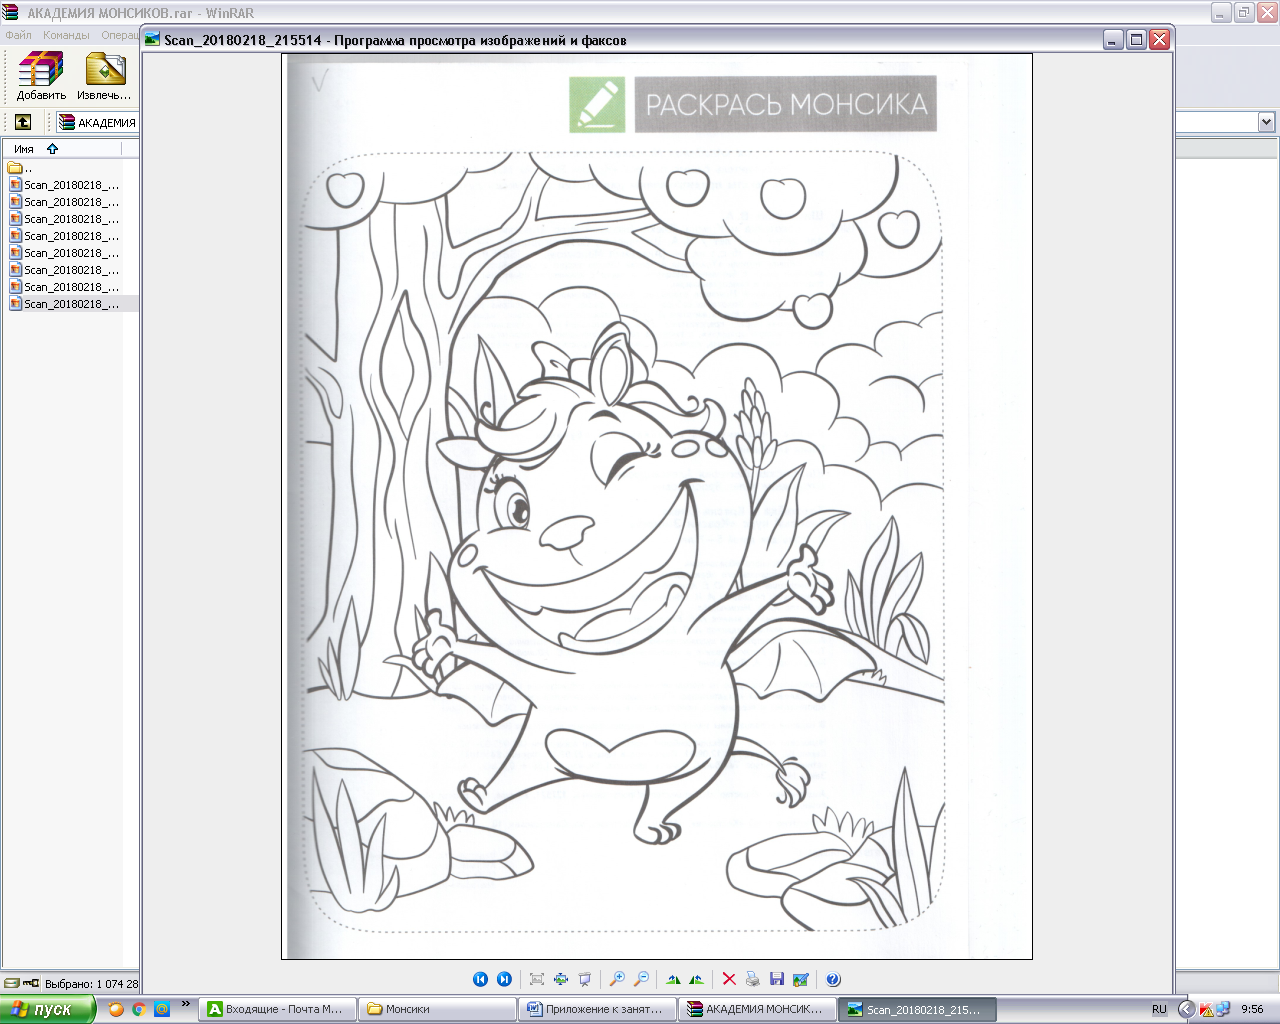 АКАДЕМИЯ МОНСИКОВ.rar - WinRAR
Файл Команды Операц
Scan_20180218_215514 - Программа просмотра изображений и факсов
Добавить Извлечь...
АКАДЕМИЯ
Имя
..
Scan_20180218_...
Scan_20180218_...
Scan_20180218_...
Scan_20180218_...
Scan_20180218_...
Scan_20180218_...
Scan_20180218_...
Scan_20180218_...
РАСКРАСЬ МОНСИКА
Выбрано: 1 074 28
пуск
Входящие - Почта М...
Монсики
Приложение к занят...
АКАДЕМИЯ МОНСИК...
Scan_20180218_215...
RU
9:56